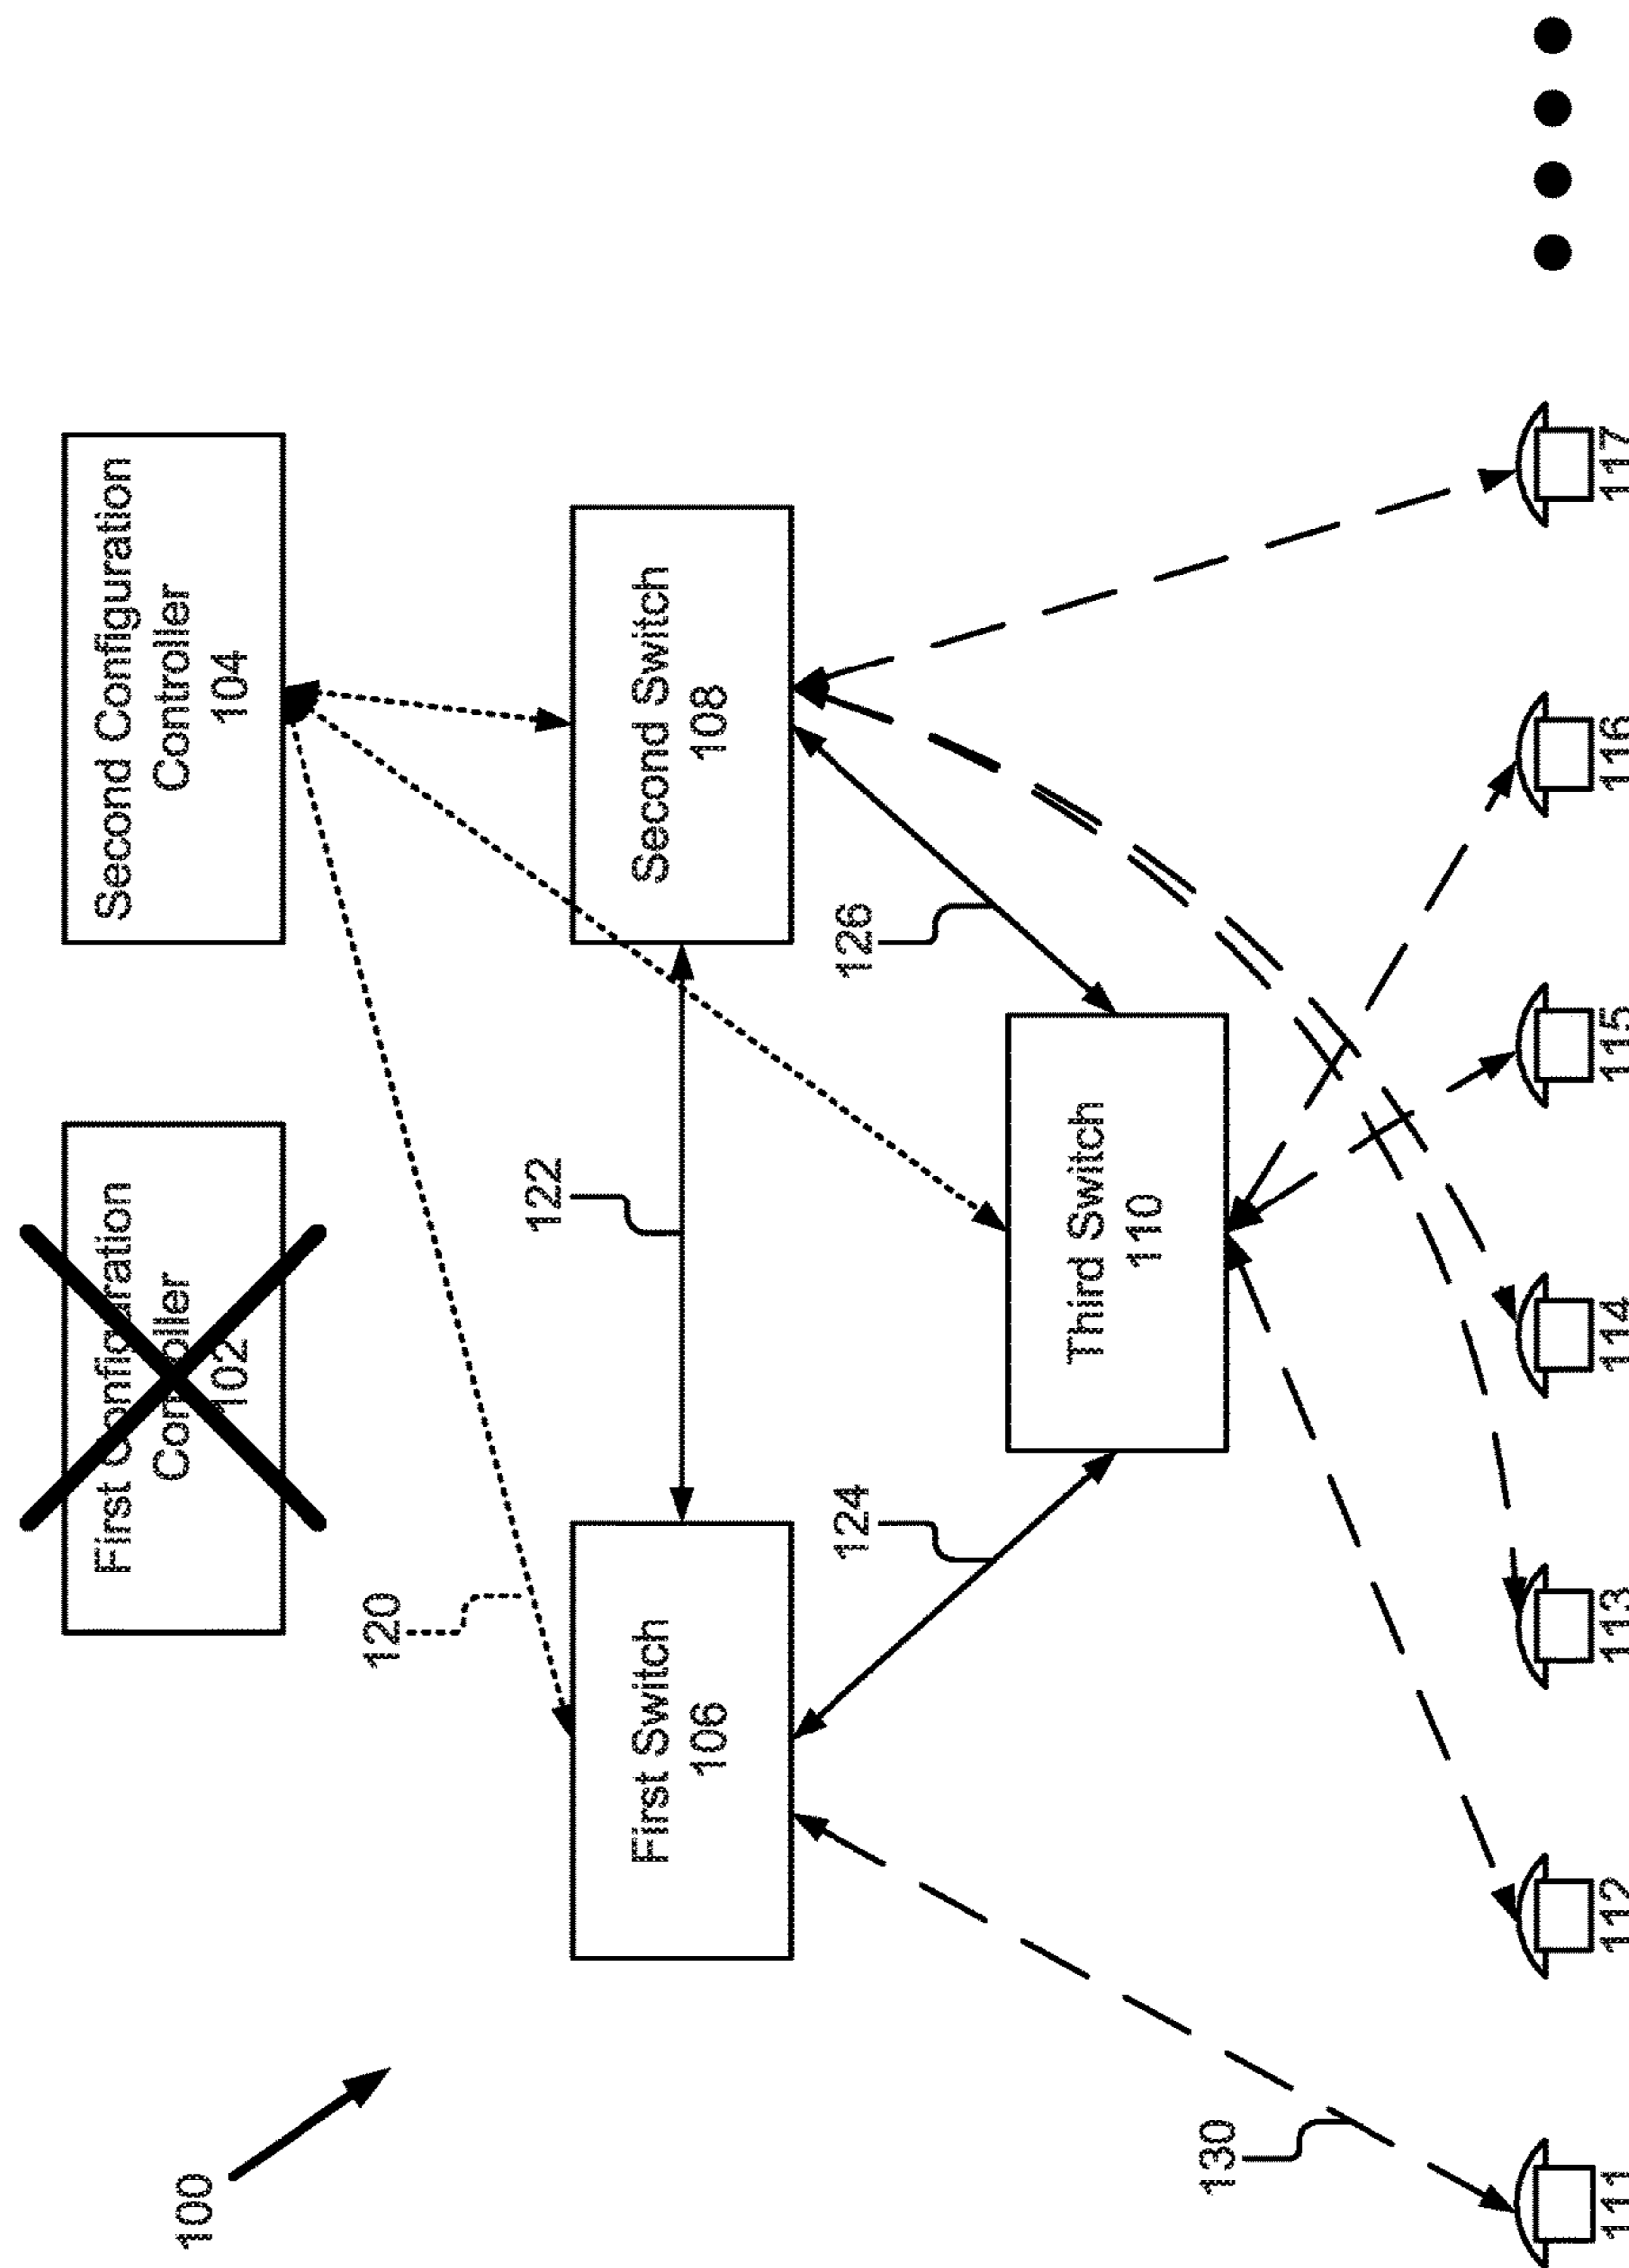 100
First Configuration
Controller
102
Second Configuration
Controller
104
120
122
First Switch
106
Second Switch
108
124
126
Third Switch
110
130
111
112
113
114
115
116
117